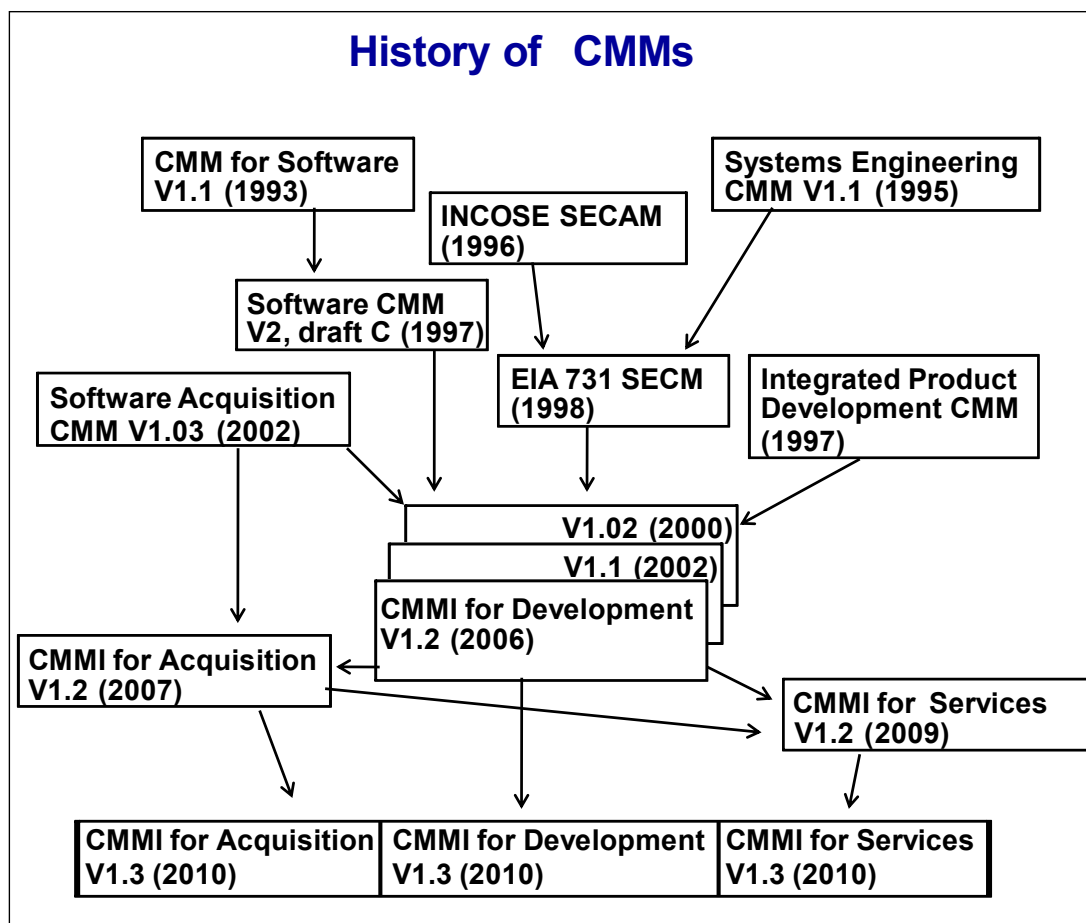 History of CMMs
CMM for Software
V1.1 (1993)
Systems Engineering
CMM V1.1 (1995)
INCOSE SECAM
(1996)
Software CMM
V2, draft C (1997)
EIA 731 SECM
(1998)
Integrated Product
Development CMM
(1997)
Software Acquisition
CMM V1.03 (2002)
V1.02 (2000)
V1.1 (2002)
CMMI for Development
V1.2 (2006)
CMMI for Acquisition
V1.2 (2007)
CMMI for Services
V1.2 (2009)
CMMI for Acquisition
V1.3 (2010)
CMMI for Development
V1.3 (2010)
CMMI for Services
V1.3 (2010)